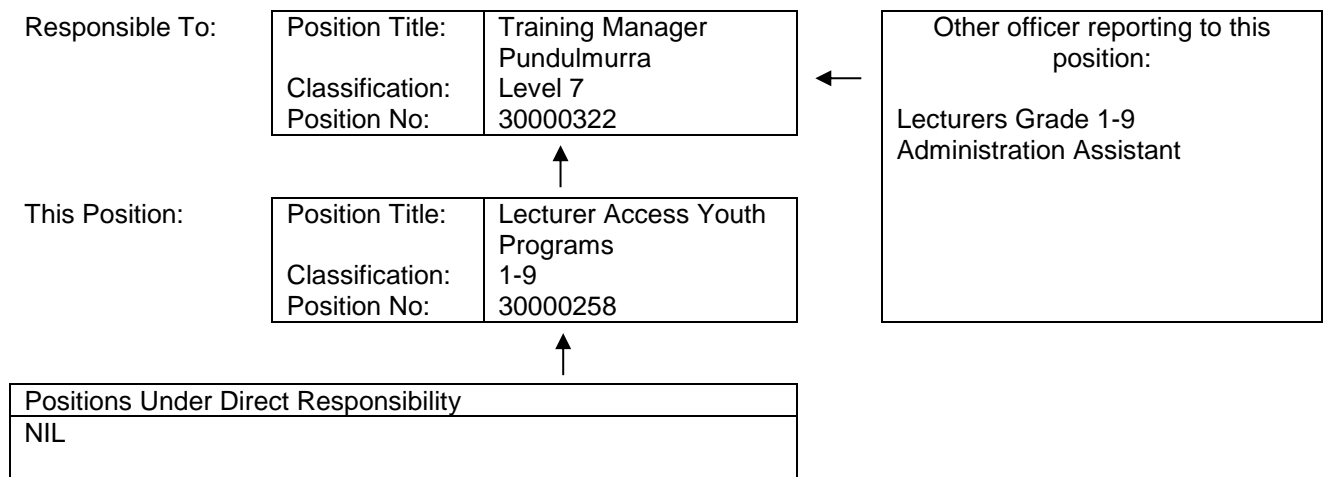 Responsible To:
Position Title: Training Manager
Pundulmurra
Classification: Level 7
Position No: 30000322
Other officer reporting to this
position:
Lecturers Grade 1-9
Administration Assistant
This Position:
Position Title: Lecturer Access Youth
Programs
Classification: 1-9
Position No: 30000258
Positions Under Direct Responsibility
NIL